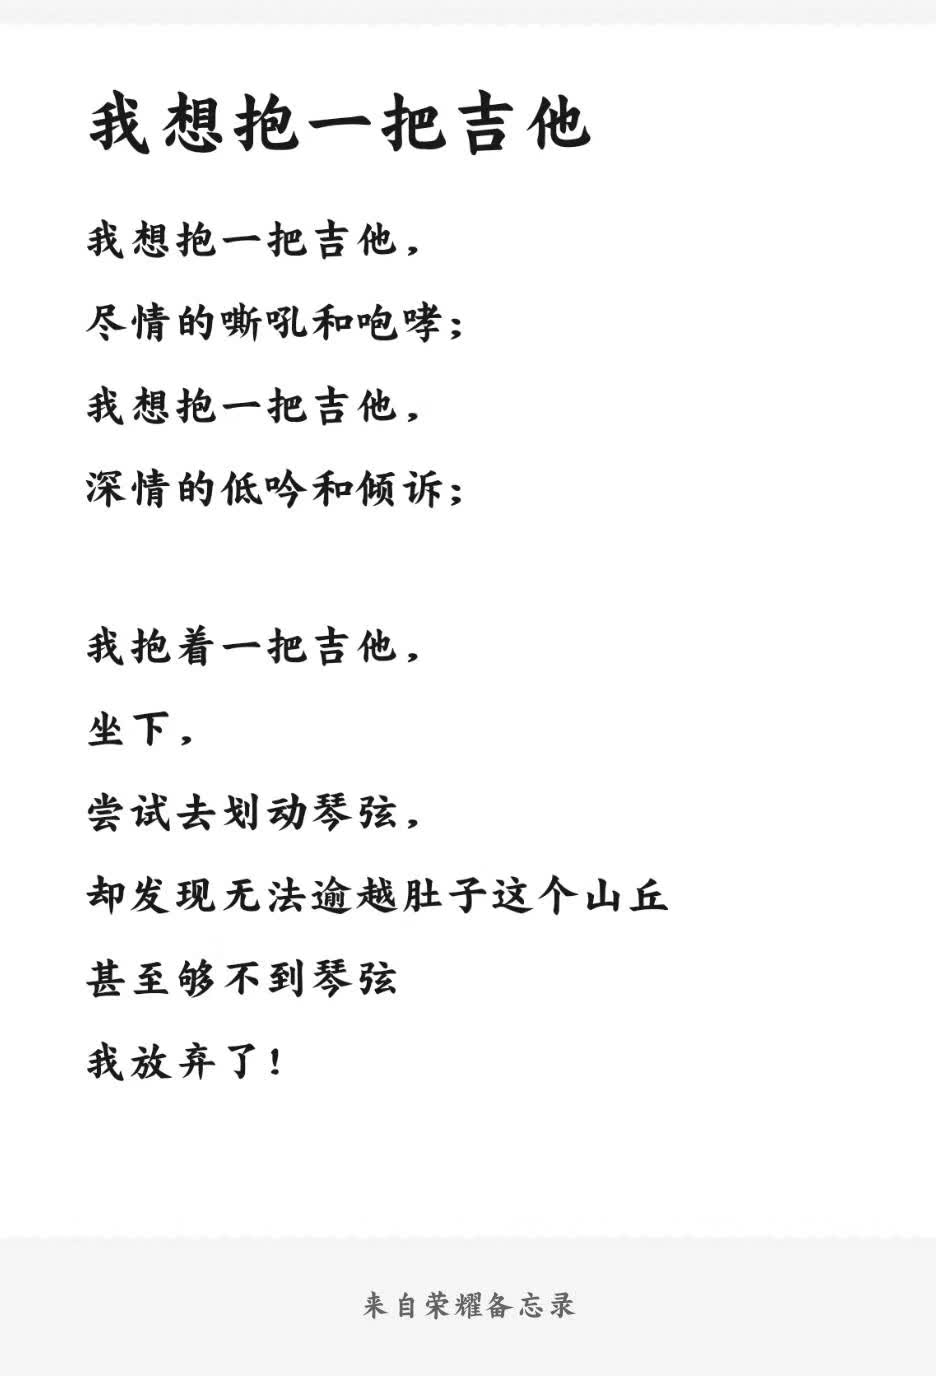 我想抱一把吉他
我想抱一把吉他，
尽情的嘶吼和咆哮；
我想抱一把吉他，
深情的低吟和倾诉；
我抱着一把吉他，
坐下，
尝试去划动琴弦，
却发现无法逾越肚子这个山丘
甚至够不到琴弦
我放弃了！
来自荣耀备忘录